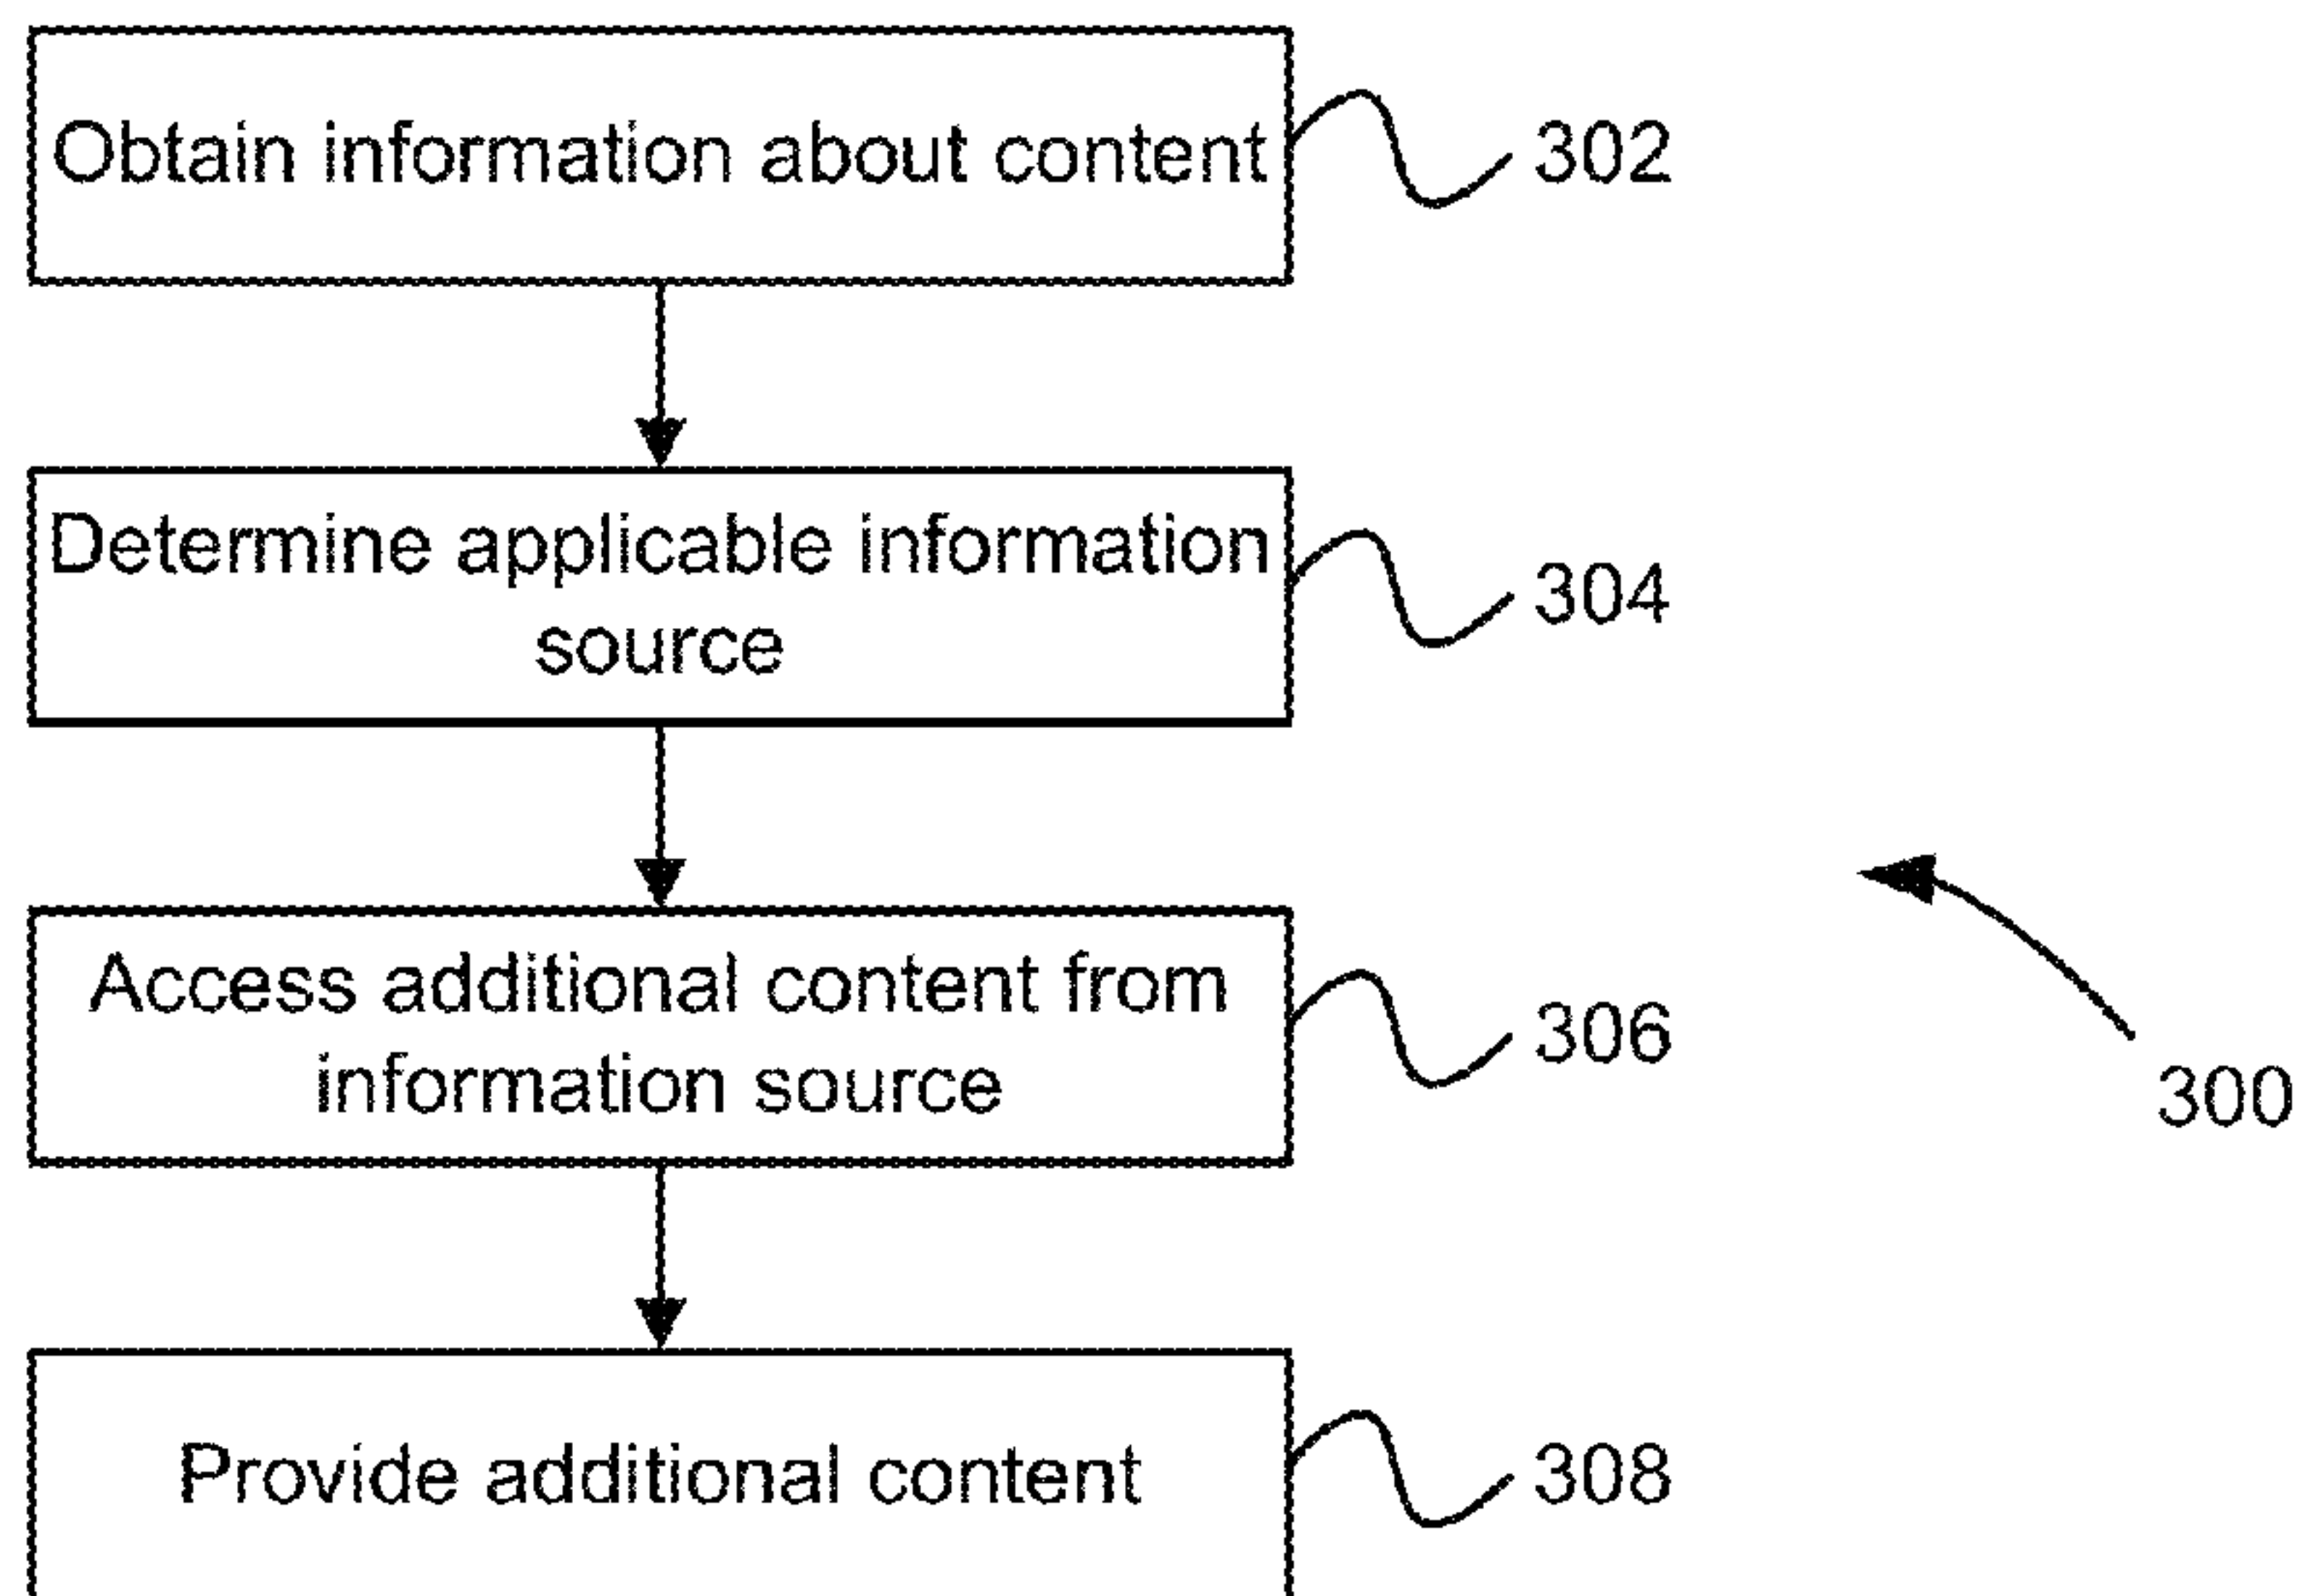 Obtain information about content
302
Determine applicable information
source
304
Access additional content from
information source
306
300
Provide additional content
308